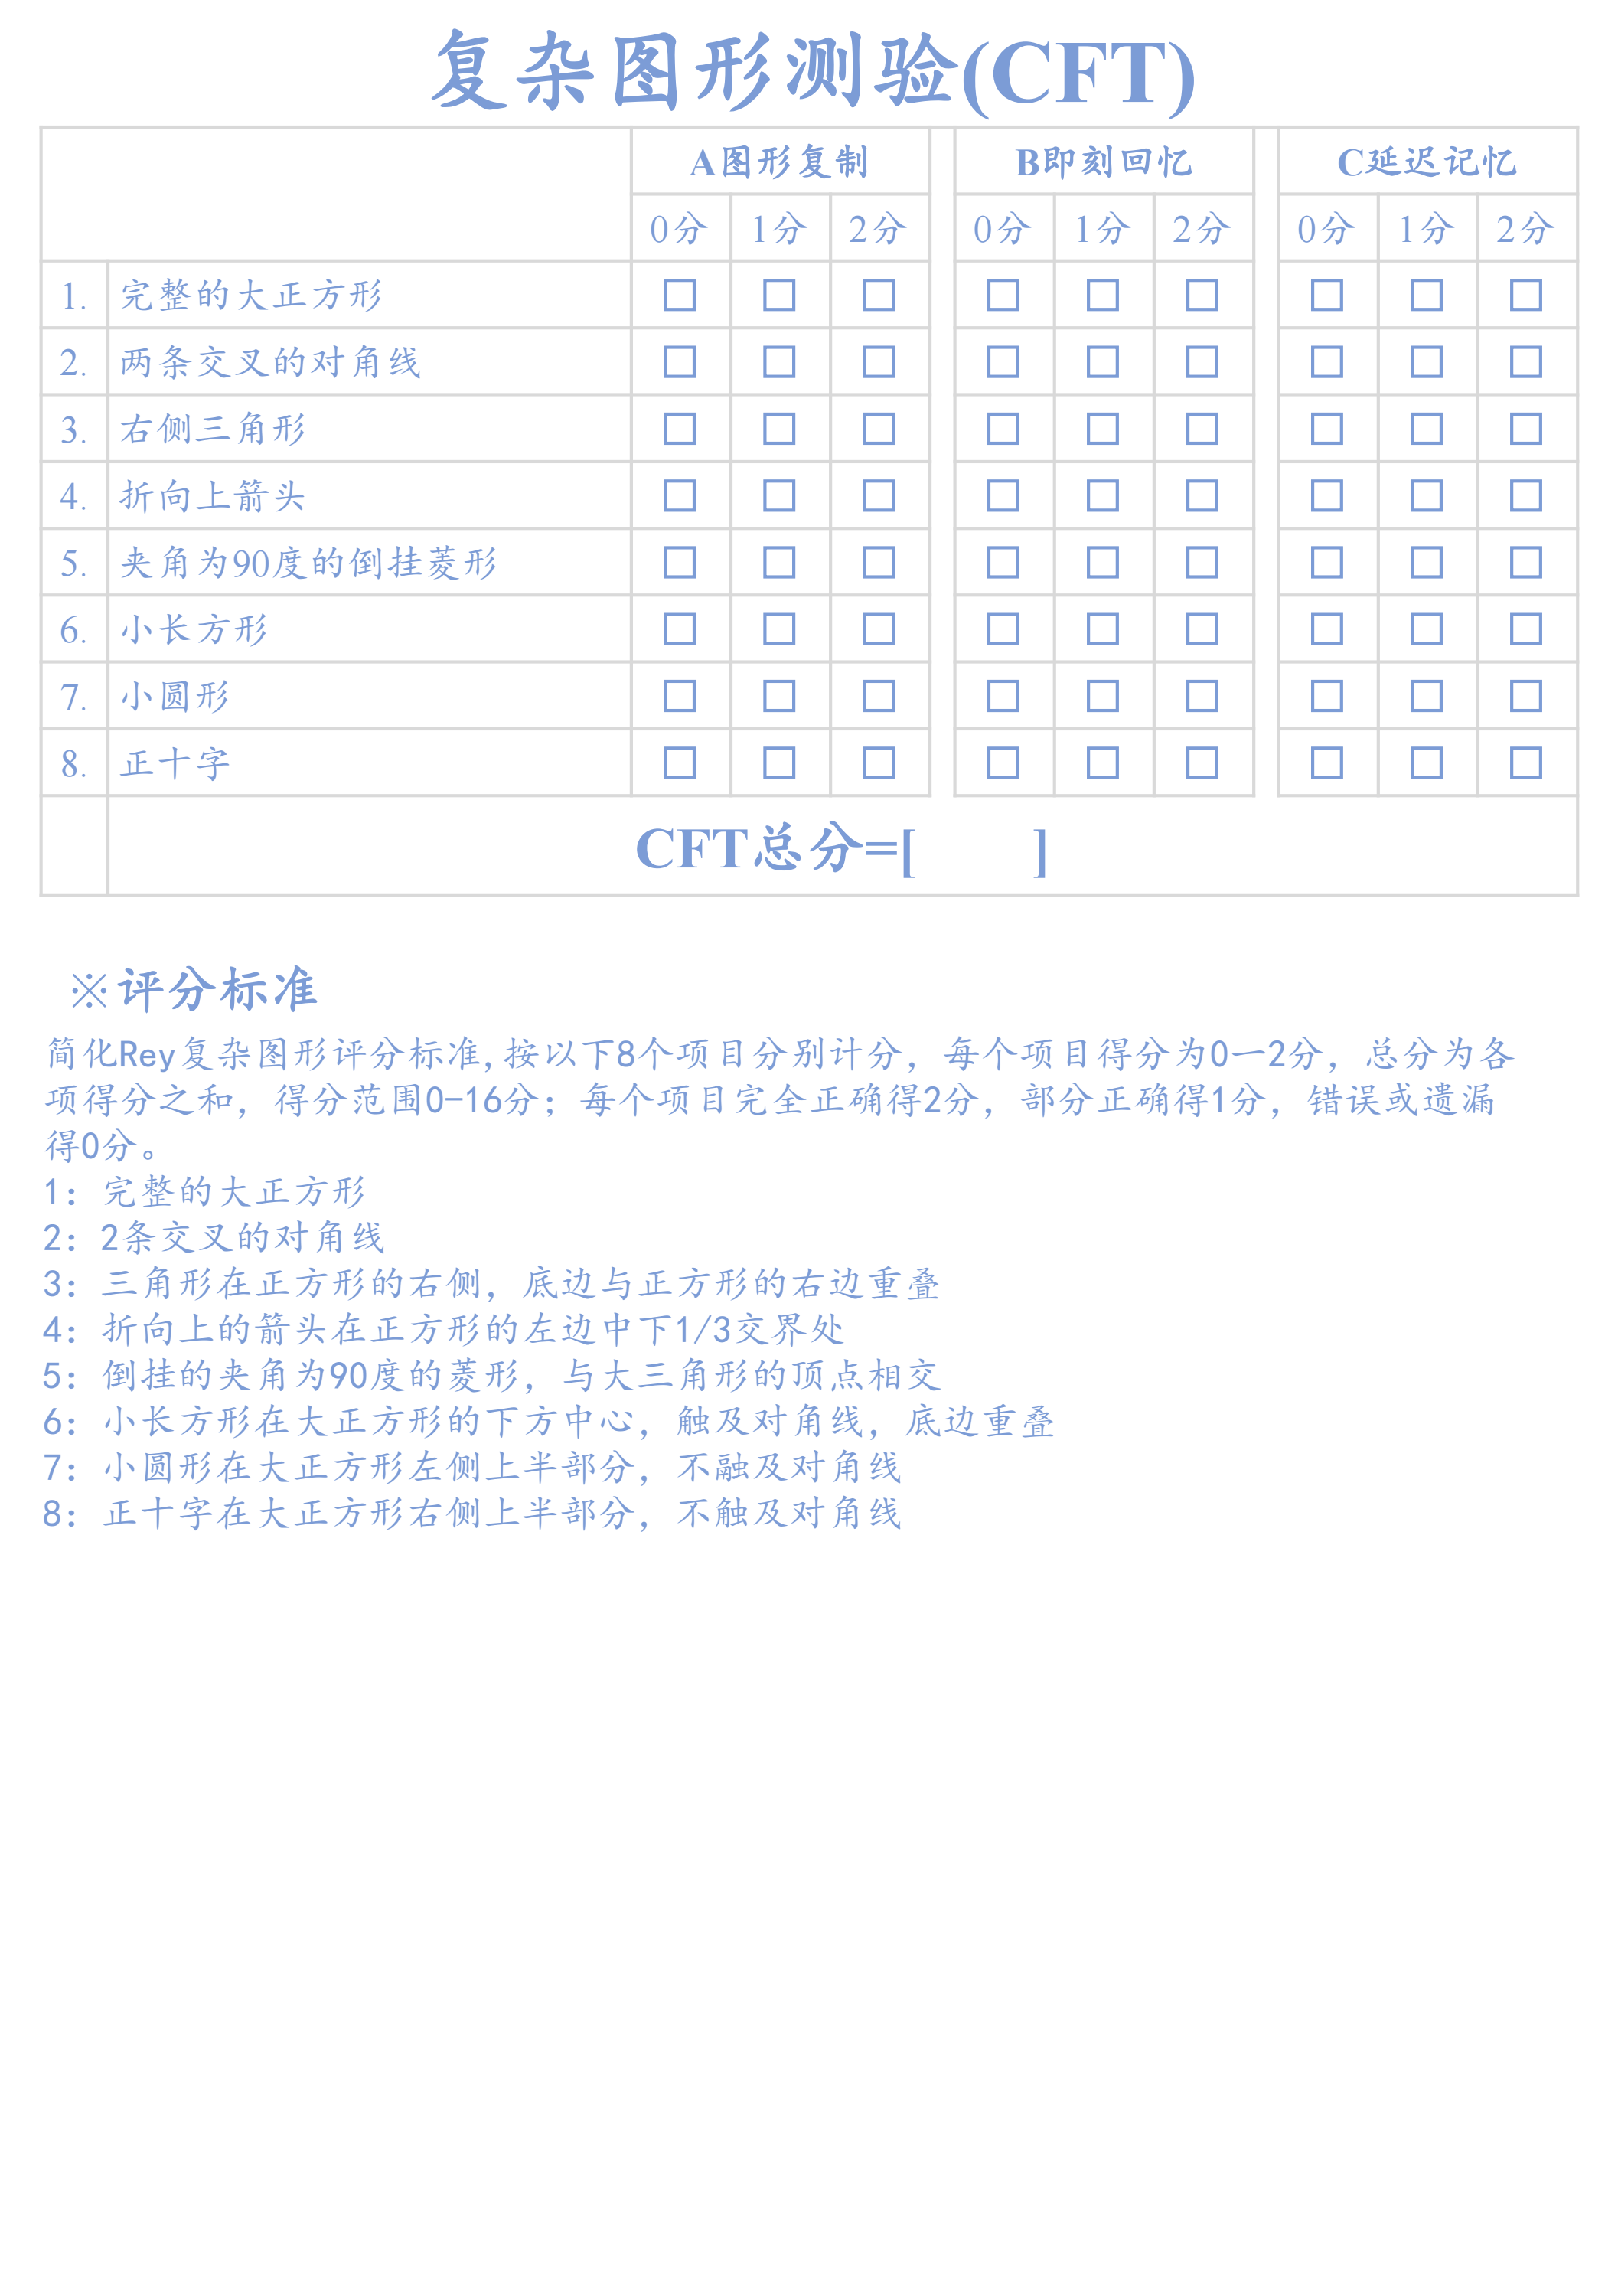 复杂图形测验(CFT)
A图形复制 B即刻回忆 C延迟记忆
0分 1分 2分 0分 1分 2分 0分 1分 2分
1. 完整的大正方形 □ □ □ □ □ □ □ □ □
2. 两条交叉的对角线 □ □ □ □ □ □ □ □ □
3. 右侧三角形 □ □ □ □ □ □ □ □ □
4. 折向上箭头 □ □ □ □ □ □ □ □ □
5. 夹角为90度的倒挂菱形 □ □ □ □ □ □ □ □ □
6. 小长方形 □ □ □ □ □ □ □ □ □
7. 小圆形 □ □ □ □ □ □ □ □ □
8. 正十字 □ □ □ □ □ □ □ □ □
CFT总分=[ ]
※评分标准
简化Rey复杂图形评分标准,按以下8个项目分别计分，每个项目得分为0一2分，总分为各
项得分之和，得分范围0-16分；每个项目完全正确得2分，部分正确得1分，错误或遗漏
得0分。
1：完整的大正方形
2：2条交叉的对角线
3：三角形在正方形的右侧，底边与正方形的右边重叠
4：折向上的箭头在正方形的左边中下1/3交界处
5：倒挂的夹角为90度的菱形，与大三角形的顶点相交
6：小长方形在大正方形的下方中心，触及对角线，底边重叠
7：小圆形在大正方形左侧上半部分，不融及对角线
8：正十字在大正方形右侧上半部分，不触及对角线